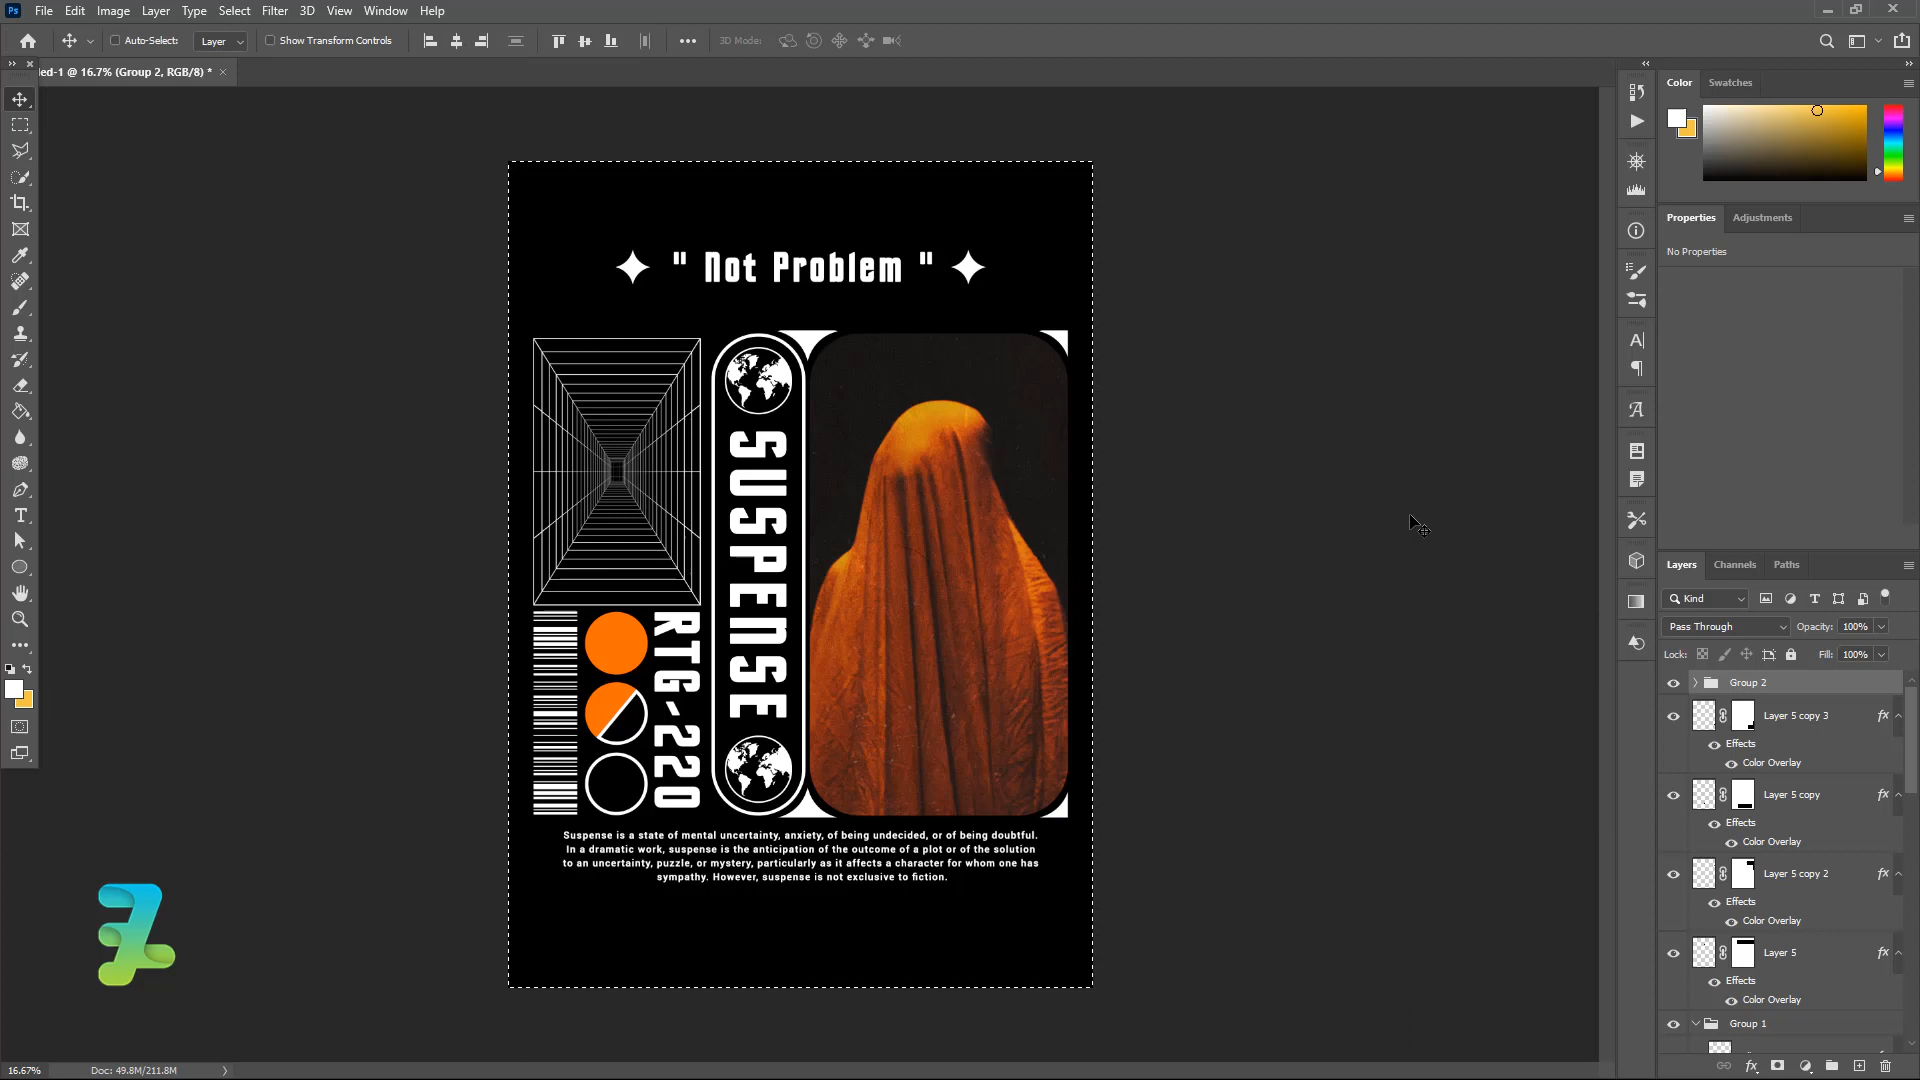 Ps File Edit Image Layer Type Select Filter 3D View Window Help
Auto-Select: Layer Show Transform Controls 3D Mode:
led-1 @ 16.7% (Group 2, RGB/8) *
" Not Problem "
SUSPENSE
RTG-220
Suspense is a state of mental uncertainty, anxiety, of being undecided, or of being doubtful.
In a dramatic work, suspense is the anticipation of the outcome of a plot or of the solution
to an uncertainty, puzzle, or mystery, particularly as it affects a character for whom one has
sympathy. However, suspense is not exclusive to fiction.
Color Swatches
Properties Adjustments
No Properties
Layers Channels Paths
Kind
Pass Through Opacity: 100%
Lock: Fill: 100%
Group 2
Layer 5 copy 3 fx
Effects
Color Overlay
Layer 5 copy fx
Effects
Color Overlay
Layer 5 copy 2 fx
Effects
Color Overlay
Layer 5 fx
Effects
Color Overlay
Group 1
fx
16.67% Doc: 49.8M/211.8M